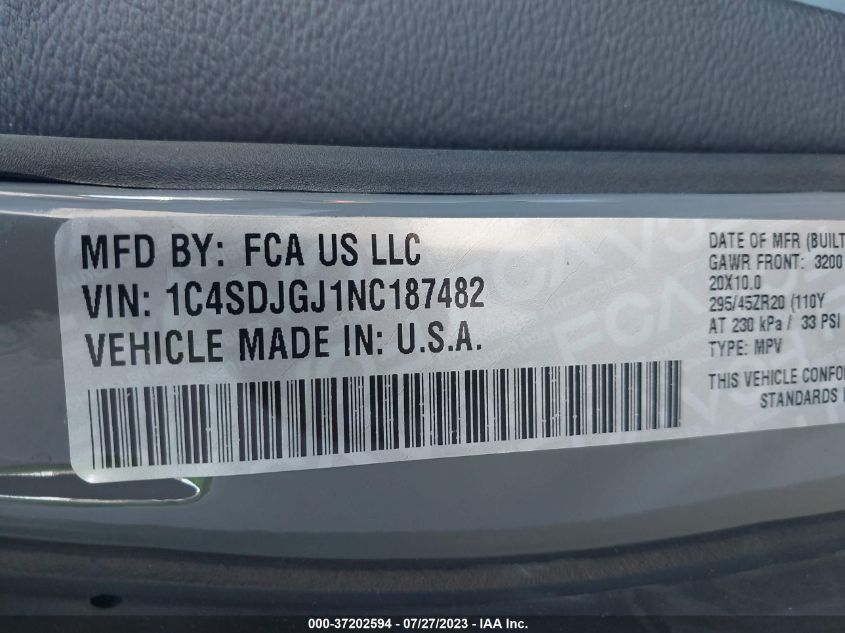 MFD BY: FCA US LLC
VIN: 1C4SDJGJ1NC187482
VEHICLE MADE IN: U.S.A.
DATE OF MFR (BUILT
GAWR FRONT: 3200
20X10.0
295/45ZR20 (110Y
AT 230 kPa / 33 PSI
TYPE: MPV
THIS VEHICLE CONFO
STANDARDS
000-37202594 - 07/27/2023 - IAA Inc.